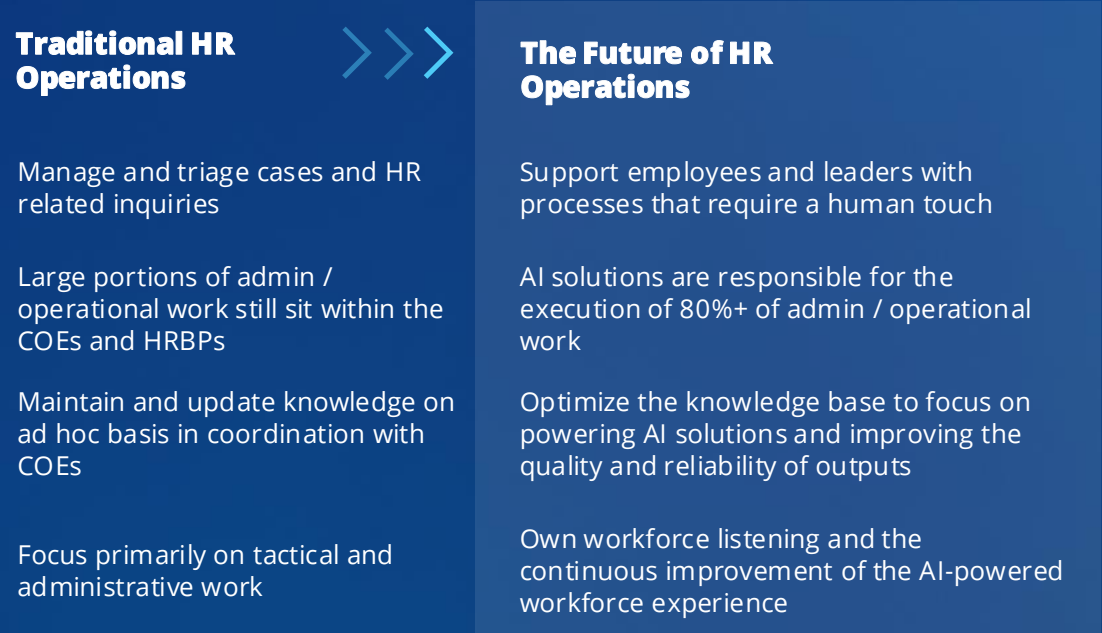 Traditional HR
Operations
The Future of HR
Operations
Manage and triage cases and HR
related inquiries
Support employees and leaders with
processes that require a human touch
Large portions of admin /
operational work still sit within the
COEs and HRBPs
AI solutions are responsible for the
execution of 80%+ of admin / operational
work
Maintain and update knowledge on
ad hoc basis in coordination with
COEs
Optimize the knowledge base to focus on
powering AI solutions and improving the
quality and reliability of outputs
Focus primarily on tactical and
administrative work
Own workforce listening and the
continuous improvement of the AI-powered
workforce experience